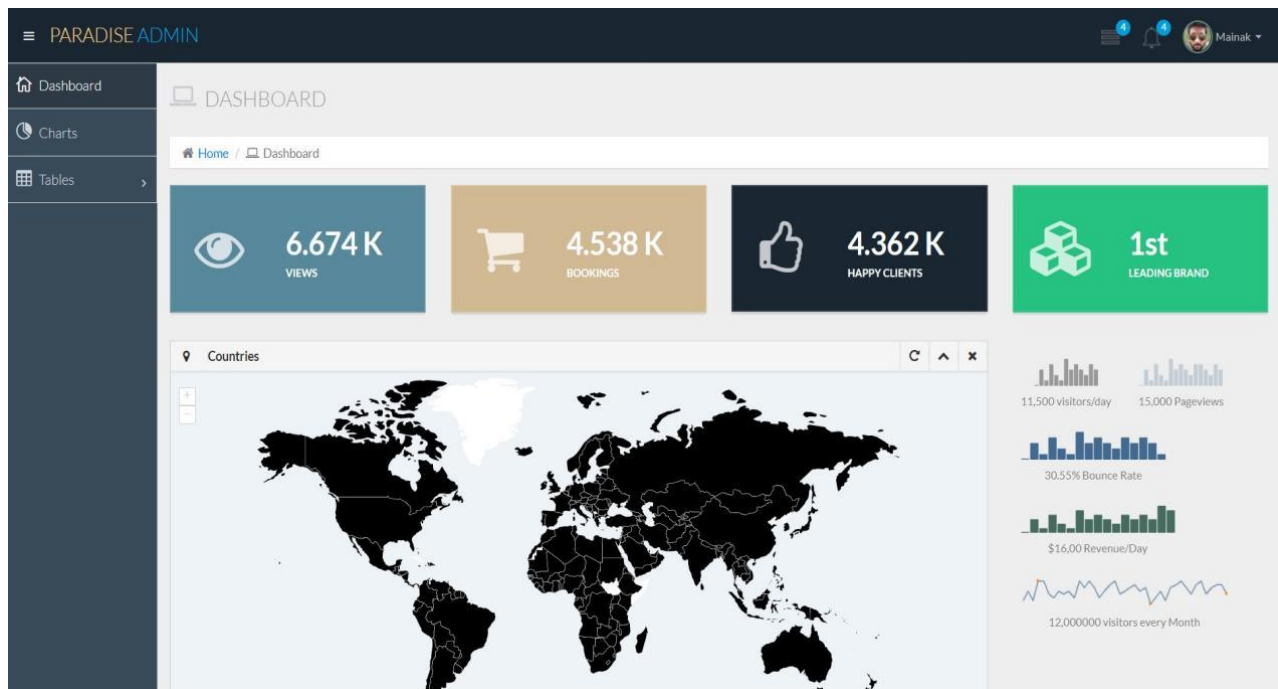 PARADISE ADMIN
4
4
Mainak
Dashboard
Charts
Tables
DASHBOARD
Home / Dashboard
6.674 K
VIEWS
4.538 K
BOOKINGS
4.362 K
HAPPY CLIENTS
1st
LEADING BRAND
Countries
+
-
11,500 visitors/day
15,000 Pageviews
30.55% Bounce Rate
$16,00 Revenue/Day
12,000000 visitors every Month